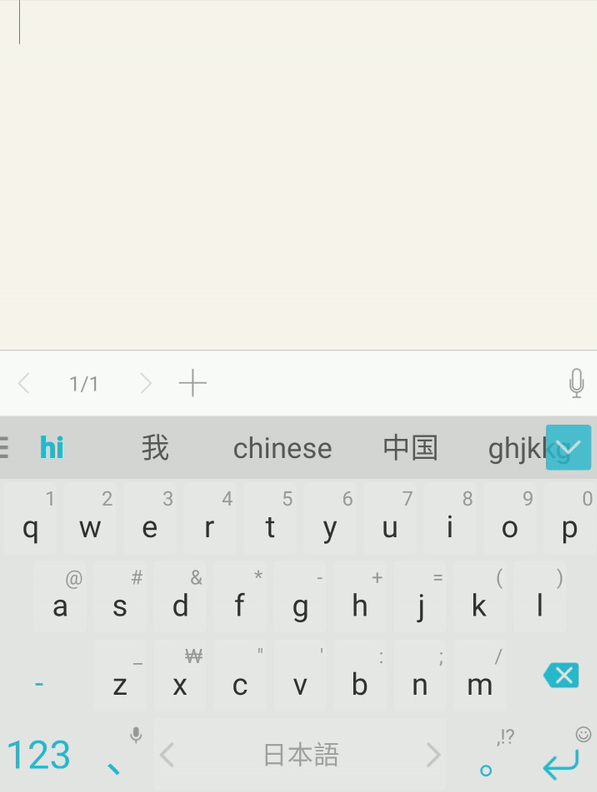 1/1
hi 我 chinese 中国
1 2 3 4 5 6 7 8 9 0
q w e r t y u i o p
@ # & * - + = ( )
a s d f g h j k l
_ ₩ " ' : ; /
- z x c v b n m
,!?
123 、 日本語 。